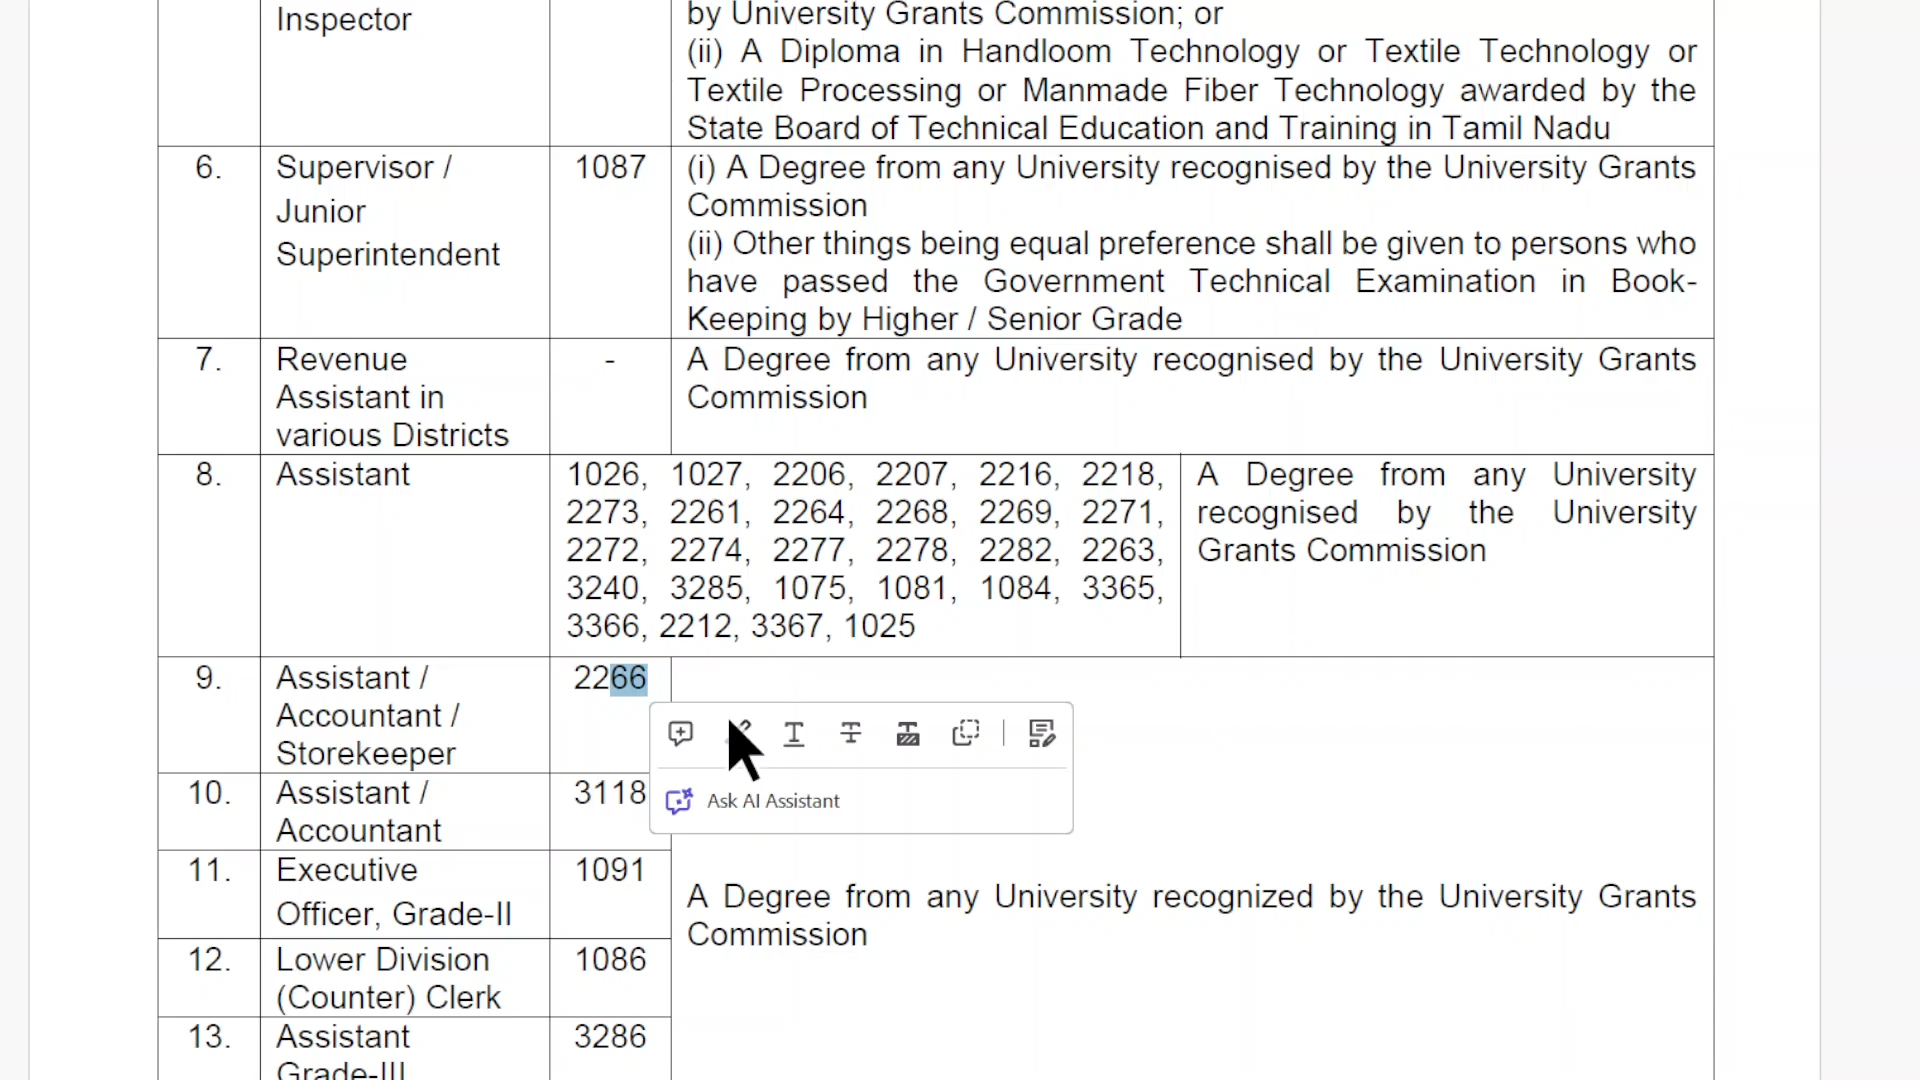 Inspector
by University Grants Commission; or
(ii) A Diploma in Handloom Technology or Textile Technology or
Textile Processing or Manmade Fiber Technology awarded by the
State Board of Technical Education and Training in Tamil Nadu
6.
Supervisor /
Junior
Superintendent
1087
(i) A Degree from any University recognised by the University Grants
Commission
(ii) Other things being equal preference shall be given to persons who
have passed the Government Technical Examination in Book-
Keeping by Higher / Senior Grade
7.
Revenue
Assistant in
various Districts
-
A Degree from any University recognised by the University Grants
Commission
8.
Assistant
1026, 1027, 2206, 2207, 2216, 2218,
2273, 2261, 2264, 2268, 2269, 2271,
2272, 2274, 2277, 2278, 2282, 2263,
3240, 3285, 1075, 1081, 1084, 3365,
3366, 2212, 3367, 1025
A Degree from any University
recognised by the University
Grants Commission
9.
Assistant /
Accountant /
Storekeeper
2266
Ask AI Assistant
10.
Assistant /
Accountant
3118
11.
Executive
Officer, Grade-II
1091
A Degree from any University recognized by the University Grants
Commission
12.
Lower Division
(Counter) Clerk
1086
13.
Assistant
Grade-III
3286